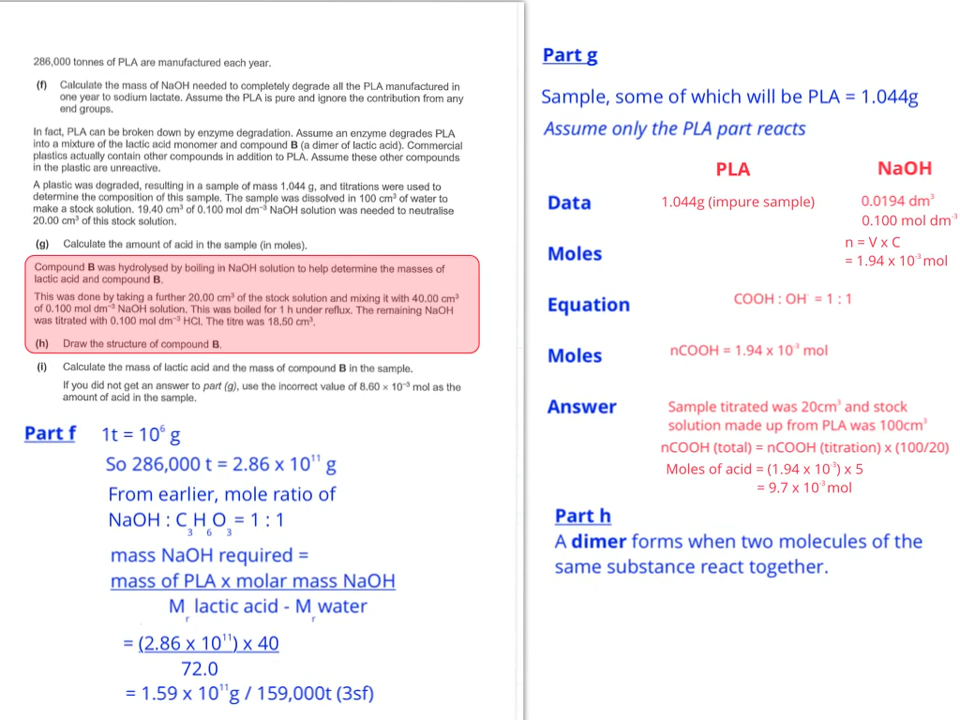 286,000 tonnes of PLA are manufactured each year.
(f) Calculate the mass of NaOH needed to completely degrade all the PLA manufactured in
one year to sodium lactate. Assume the PLA is pure and ignore the contribution from any
end groups.
In fact, PLA can be broken down by enzyme degradation. Assume an enzyme degrades PLA
into a mixture of the lactic acid monomer and compound B (a dimer of lactic acid). Commercial
plastics actually contain other compounds in addition to PLA. Assume these other compounds
in the plastic are unreactive.
A plastic was degraded, resulting in a sample of mass 1.044 g, and titrations were used to
determine the composition of this sample. The sample was dissolved in 100 cm³ of water to
make a stock solution. 19.40 cm³ of 0.100 mol dm⁻³ NaOH solution was needed to neutralise
20.00 cm³ of this stock solution.
(g) Calculate the amount of acid in the sample (in moles).
Compound B was hydrolysed by boiling in NaOH solution to help determine the masses of
lactic acid and compound B.
This was done by taking a further 20.00 cm³ of the stock solution and mixing it with 40.00 cm³
of 0.100 mol dm⁻³ NaOH solution. This was boiled for 1 h under reflux. The remaining NaOH
was titrated with 0.100 mol dm⁻³ HCl. The titre was 18.50 cm³.
(h) Draw the structure of compound B.
(i) Calculate the mass of lactic acid and the mass of compound B in the sample.
If you did not get an answer to part (g), use the incorrect value of 8.60 × 10⁻³ mol as the
amount of acid in the sample.
Part f 1t = 10⁶ g
So 286,000 t = 2.86 x 10¹¹ g
From earlier, mole ratio of
NaOH : C₃H₆O₃ = 1 : 1
mass NaOH required =
mass of PLA x molar mass NaOH
Mᵣ lactic acid - Mᵣ water
= (2.86 x 10¹¹) x 40
72.0
= 1.59 x 10¹¹g / 159,000t (3sf)
Part g
Sample, some of which will be PLA = 1.044g
Assume only the PLA part reacts
PLA NaOH
Data 1.044g (impure sample) 0.0194 dm³
0.100 mol dm⁻³
Moles n = V x C
= 1.94 x 10⁻³ mol
Equation COOH : OH⁻ = 1 : 1
Moles nCOOH = 1.94 x 10⁻³ mol
Answer Sample titrated was 20cm³ and stock
solution made up from PLA was 100cm³
nCOOH (total) = nCOOH (titration) x (100/20)
Moles of acid = (1.94 x 10⁻³) x 5
= 9.7 x 10⁻³ mol
Part h
A dimer forms when two molecules of the
same substance react together.